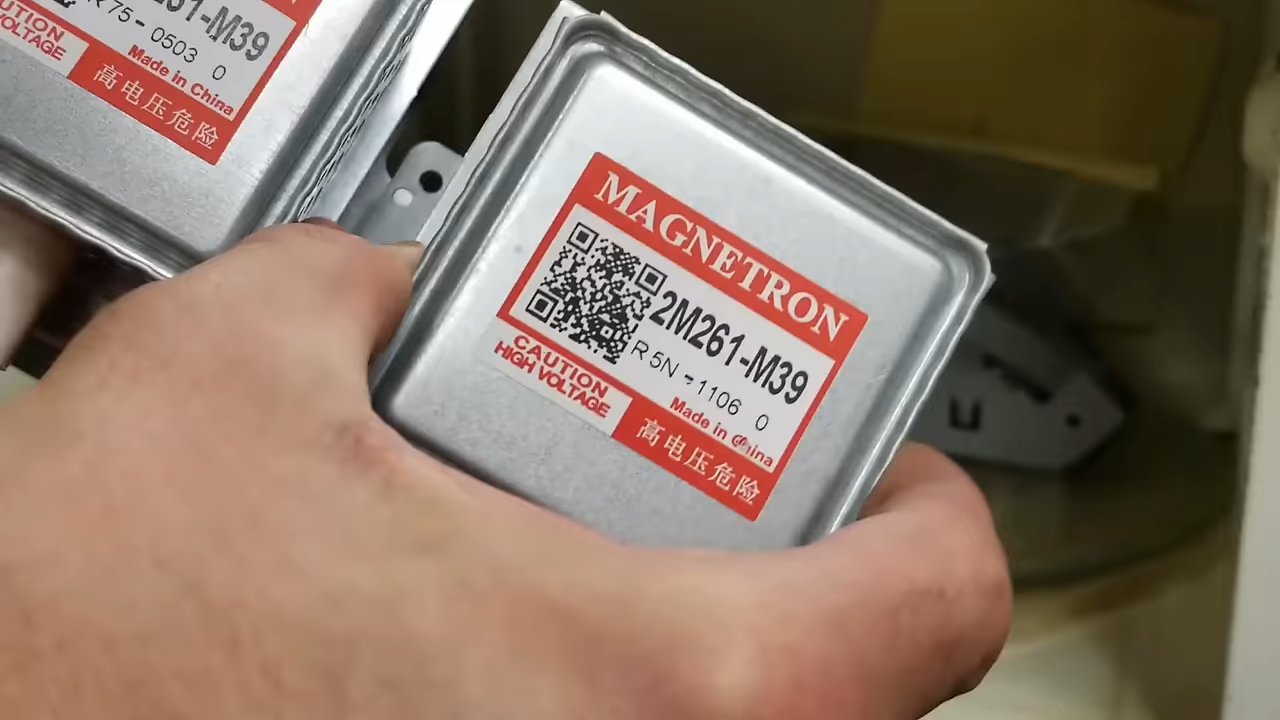 R75-0503 0
Made in China
VOLTAGE
高电压危险
MAGNETRON
2M261-M39
R5N-1106 0
CAUTION
HIGH VOLTAGE
Made in China
高电压危险